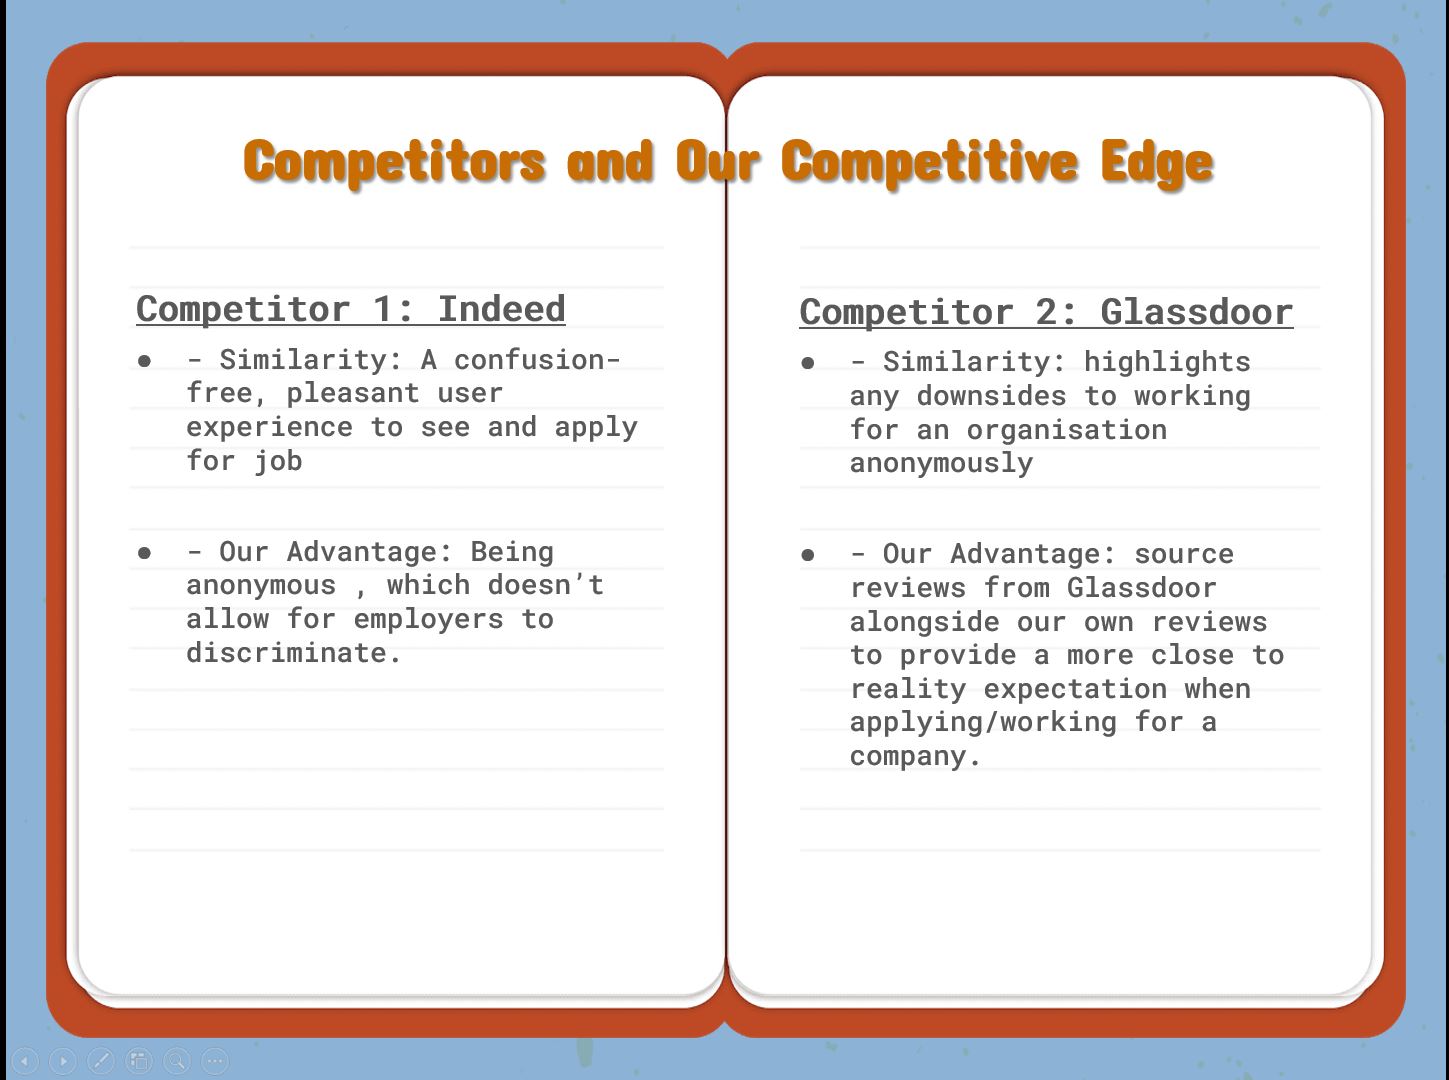 Competitors and Our Competitive Edge
Competitor 1: Indeed
● - Similarity: A confusion-
free, pleasant user
experience to see and apply
for job
● - Our Advantage: Being
anonymous , which doesn’t
allow for employers to
discriminate.
Competitor 2: Glassdoor
● - Similarity: highlights
any downsides to working
for an organisation
anonymously
● - Our Advantage: source
reviews from Glassdoor
alongside our own reviews
to provide a more close to
reality expectation when
applying/working for a
company.